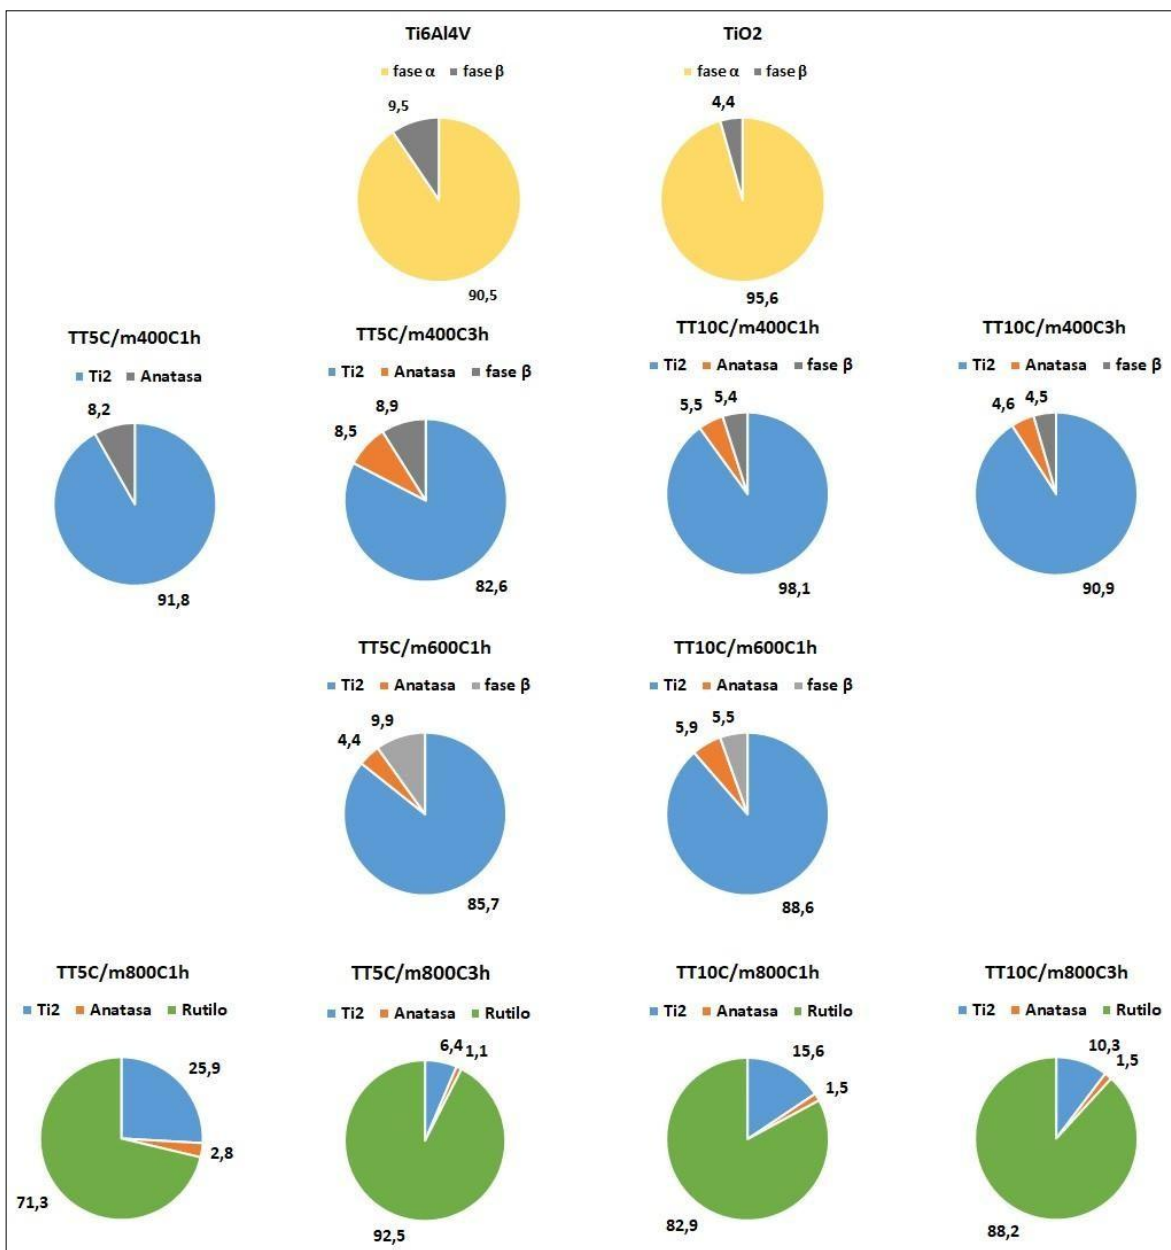 Ti6Al4V
fase α fase β
9,5
90,5
TiO2
fase α fase β
4,4
95,6
TT5C/m400C1h
Ti2 Anatasa
8,2
91,8
TT5C/m400C3h
Ti2 Anatasa fase β
8,9
8,5
82,6
TT10C/m400C1h
Ti2 Anatasa fase β
5,5 5,4
98,1
TT10C/m400C3h
Ti2 Anatasa fase β
4,6 4,5
90,9
TT5C/m600C1h
Ti2 Anatasa fase β
9,9
4,4
85,7
TT10C/m600C1h
Ti2 Anatasa fase β
5,9 5,5
88,6
TT5C/m800C1h
Ti2 Anatasa Rutilo
25,9
2,8
71,3
TT5C/m800C3h
Ti2 Anatasa Rutilo
6,4 1,1
92,5
TT10C/m800C1h
Ti2 Anatasa Rutilo
15,6
1,5
82,9
TT10C/m800C3h
Ti2 Anatasa Rutilo
10,3
1,5
88,2